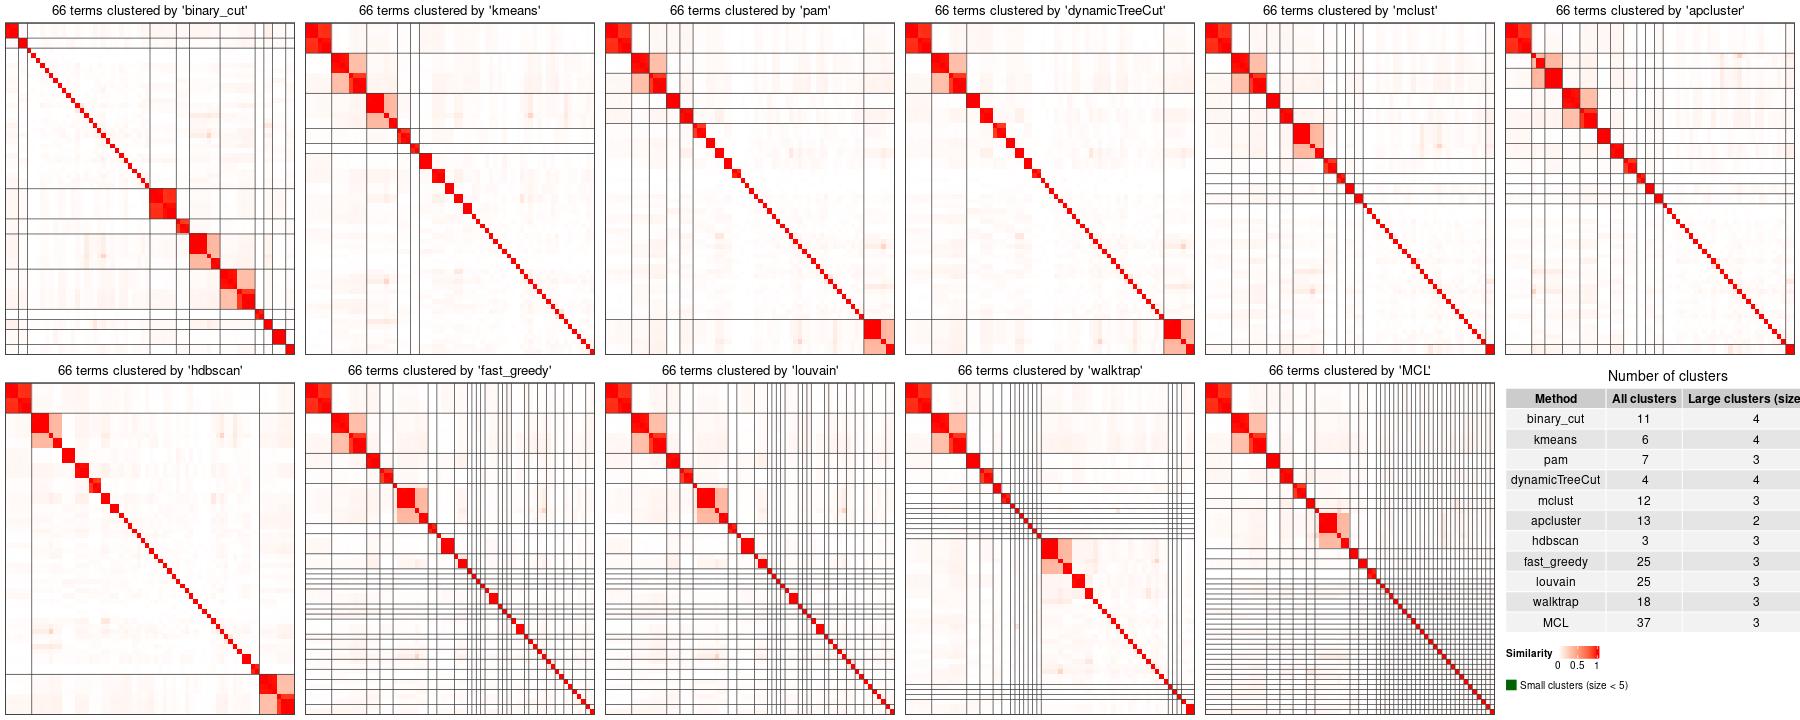 66 terms clustered by 'binary_cut'
66 terms clustered by 'kmeans'
66 terms clustered by 'pam'
66 terms clustered by 'dynamicTreeCut'
66 terms clustered by 'mclust'
66 terms clustered by 'apcluster'
66 terms clustered by 'hdbscan'
66 terms clustered by 'fast_greedy'
66 terms clustered by 'louvain'
66 terms clustered by 'walktrap'
66 terms clustered by 'MCL'
Number of clusters
Method All clusters Large clusters (size
binary_cut 11 4
kmeans 6 4
pam 7 3
dynamicTreeCut 4 4
mclust 12 3
apcluster 13 2
hdbscan 3 3
fast_greedy 25 3
louvain 25 3
walktrap 18 3
MCL 37 3
Similarity
0 0.5 1
Small clusters (size < 5)